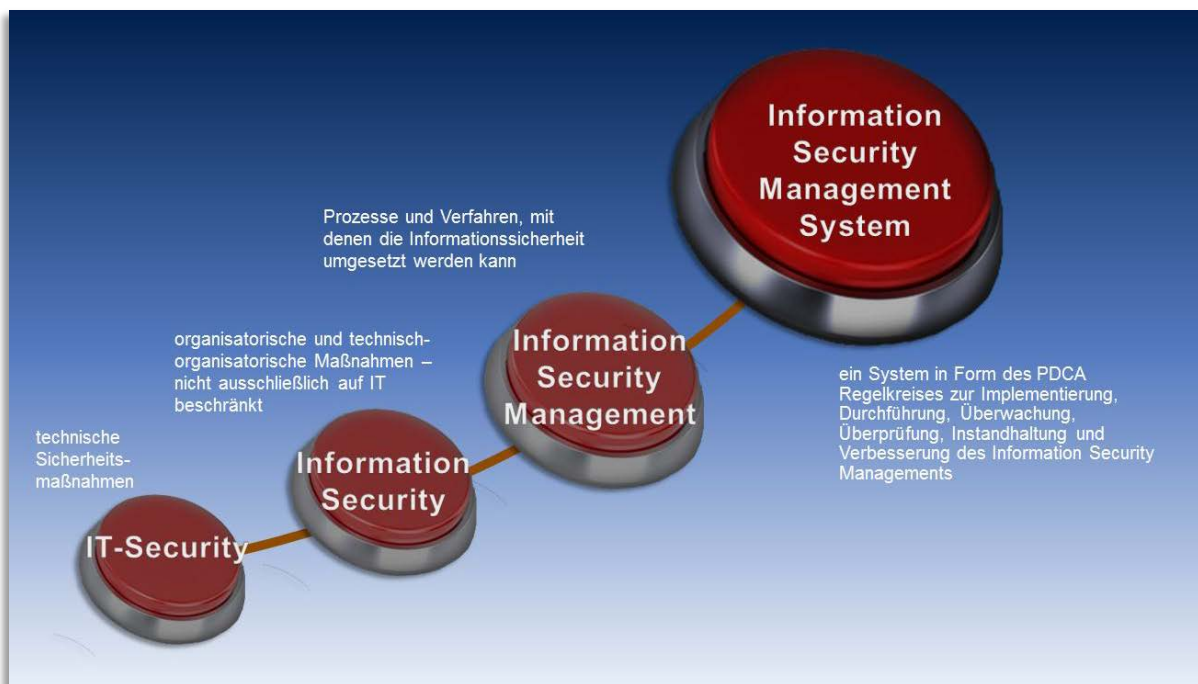 technische
Sicherheits-
maßnahmen
IT-Security
organisatorische und technisch-
organisatorische Maßnahmen –
nicht ausschließlich auf IT
beschränkt
Information
Security
Prozesse und Verfahren, mit
denen die Informationssicherheit
umgesetzt werden kann
Information
Security
Management
Information
Security
Management
System
ein System in Form des PDCA
Regelkreises zur Implementierung,
Durchführung, Überwachung,
Überprüfung, Instandhaltung und
Verbesserung des Information Security
Managements